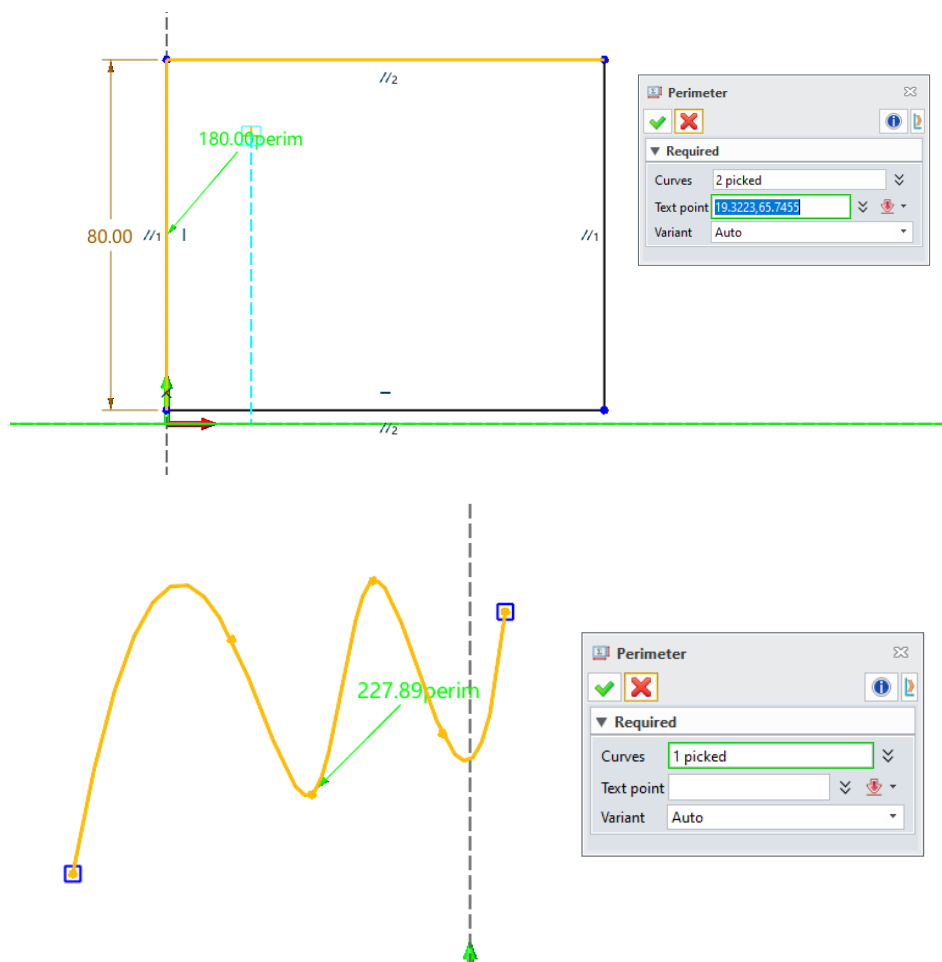 Perimeter
Required
//2
180.00perim
Curves 2 picked
Text point 19.3223,65.7455
80.00 //1 //1
Variant Auto
//2
Perimeter
Required
227.89perim
Curves 1 picked
Text point
Variant Auto